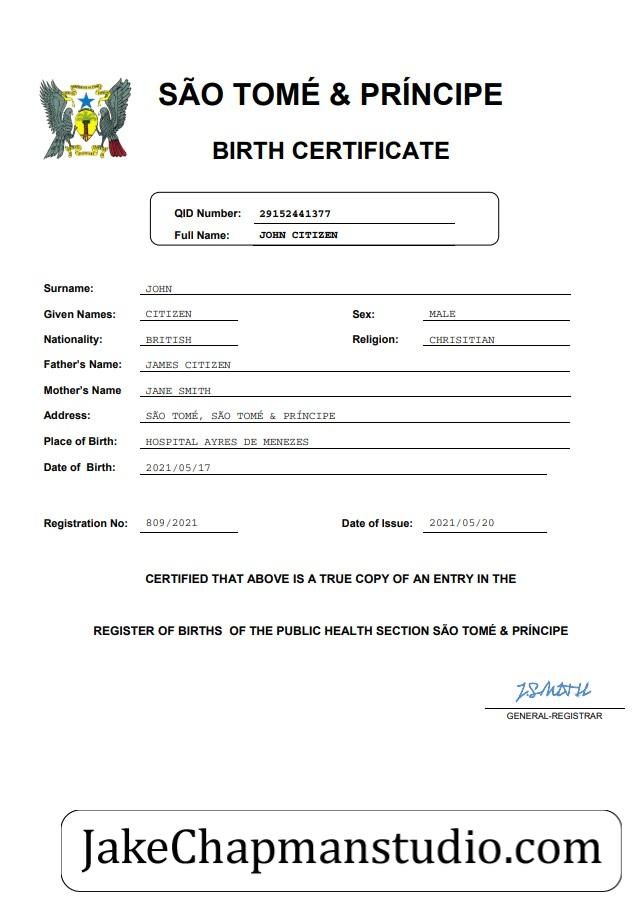 SÃO TOMÉ & PRÍNCIPE
BIRTH CERTIFICATE
QID Number: 29152441377
Full Name: JOHN CITIZEN
Surname: JOHN
Given Names: CITIZEN Sex: MALE
Nationality: BRITISH Religion: CHRISITIAN
Father's Name: JAMES CITIZEN
Mother's Name JANE SMITH
Address: SÃO TOMÉ, SÃO TOMÉ & PRÍNCIPE
Place of Birth: HOSPITAL AYRES DE MENEZES
Date of Birth: 2021/05/17
Registration No: 809/2021 Date of Issue: 2021/05/20
CERTIFIED THAT ABOVE IS A TRUE COPY OF AN ENTRY IN THE
REGISTER OF BIRTHS OF THE PUBLIC HEALTH SECTION SÃO TOMÉ & PRÍNCIPE
J.SMITH
GENERAL-REGISTRAR
JakeChapmanstudio.com